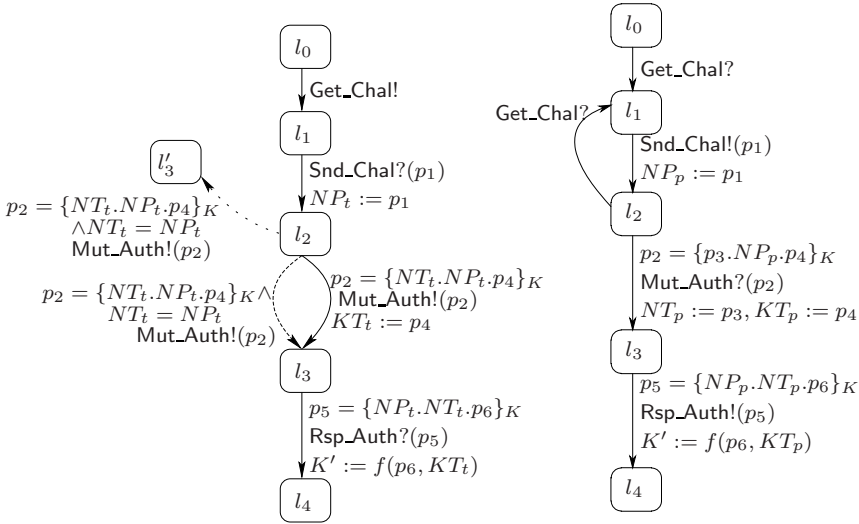 l_0
Get_Chal!
l_1
Snd_Chal?(p_1)
NP_t := p_1
l'_3
p_2 = {NT_t.NP_t.p_4}_K
∧NT_t = NP_t
Mut_Auth!(p_2)
l_2
p_2 = {NT_t.NP_t.p_4}_K ∧
NT_t = NP_t
Mut_Auth!(p_2)
p_2 = {NT_t.NP_t.p_4}_K
Mut_Auth!(p_2)
KT_t := p_4
l_3
p_5 = {NP_t.NT_t.p_6}_K
Rsp_Auth?(p_5)
K' := f(p_6, KT_t)
l_4
l_0
Get_Chal?
Get_Chal?
l_1
Snd_Chal!(p_1)
NP_p := p_1
l_2
p_2 = {p_3.NP_p.p_4}_K
Mut_Auth?(p_2)
NT_p := p_3, KT_p := p_4
l_3
p_5 = {NP_p.NT_p.p_6}_K
Rsp_Auth!(p_5)
K' := f(p_6, KT_p)
l_4